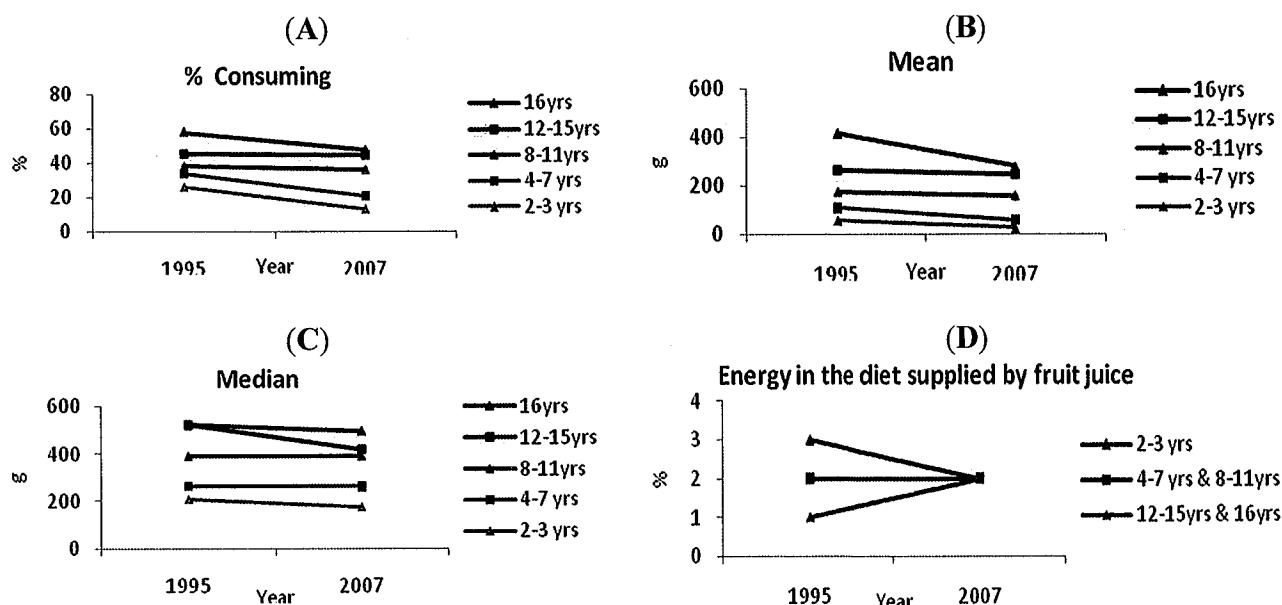 (A)
% Consuming
80
60
40
20
0
%
1995
Year
2007
16yrs
12-15yrs
8-11yrs
4-7 yrs
2-3 yrs
(B)
Mean
600
400
200
0
g
1995
Year
2007
16yrs
12-15yrs
8-11yrs
4-7 yrs
2-3 yrs
(C)
Median
600
400
200
0
g
1995
Year
2007
16yrs
12-15yrs
8-11yrs
4-7 yrs
2-3 yrs
(D)
Energy in the diet supplied by fruit juice
4
3
2
1
0
%
1995
Year
2007
2-3 yrs
4-7 yrs & 8-11yrs
12-15yrs & 16yrs